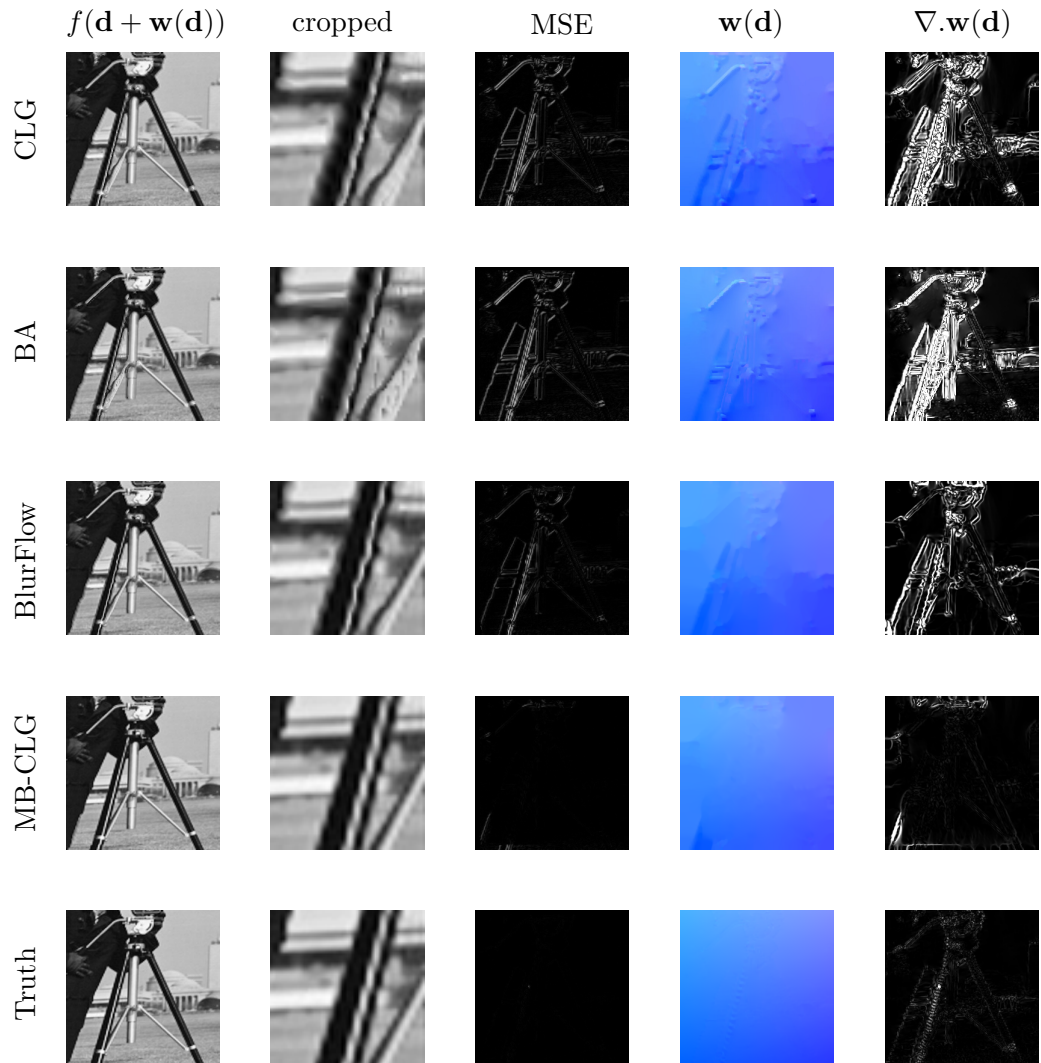 f(d + w(d)) cropped MSE w(d) ∇.w(d)
CLG
BA
BlurFlow
MB-CLG
Truth